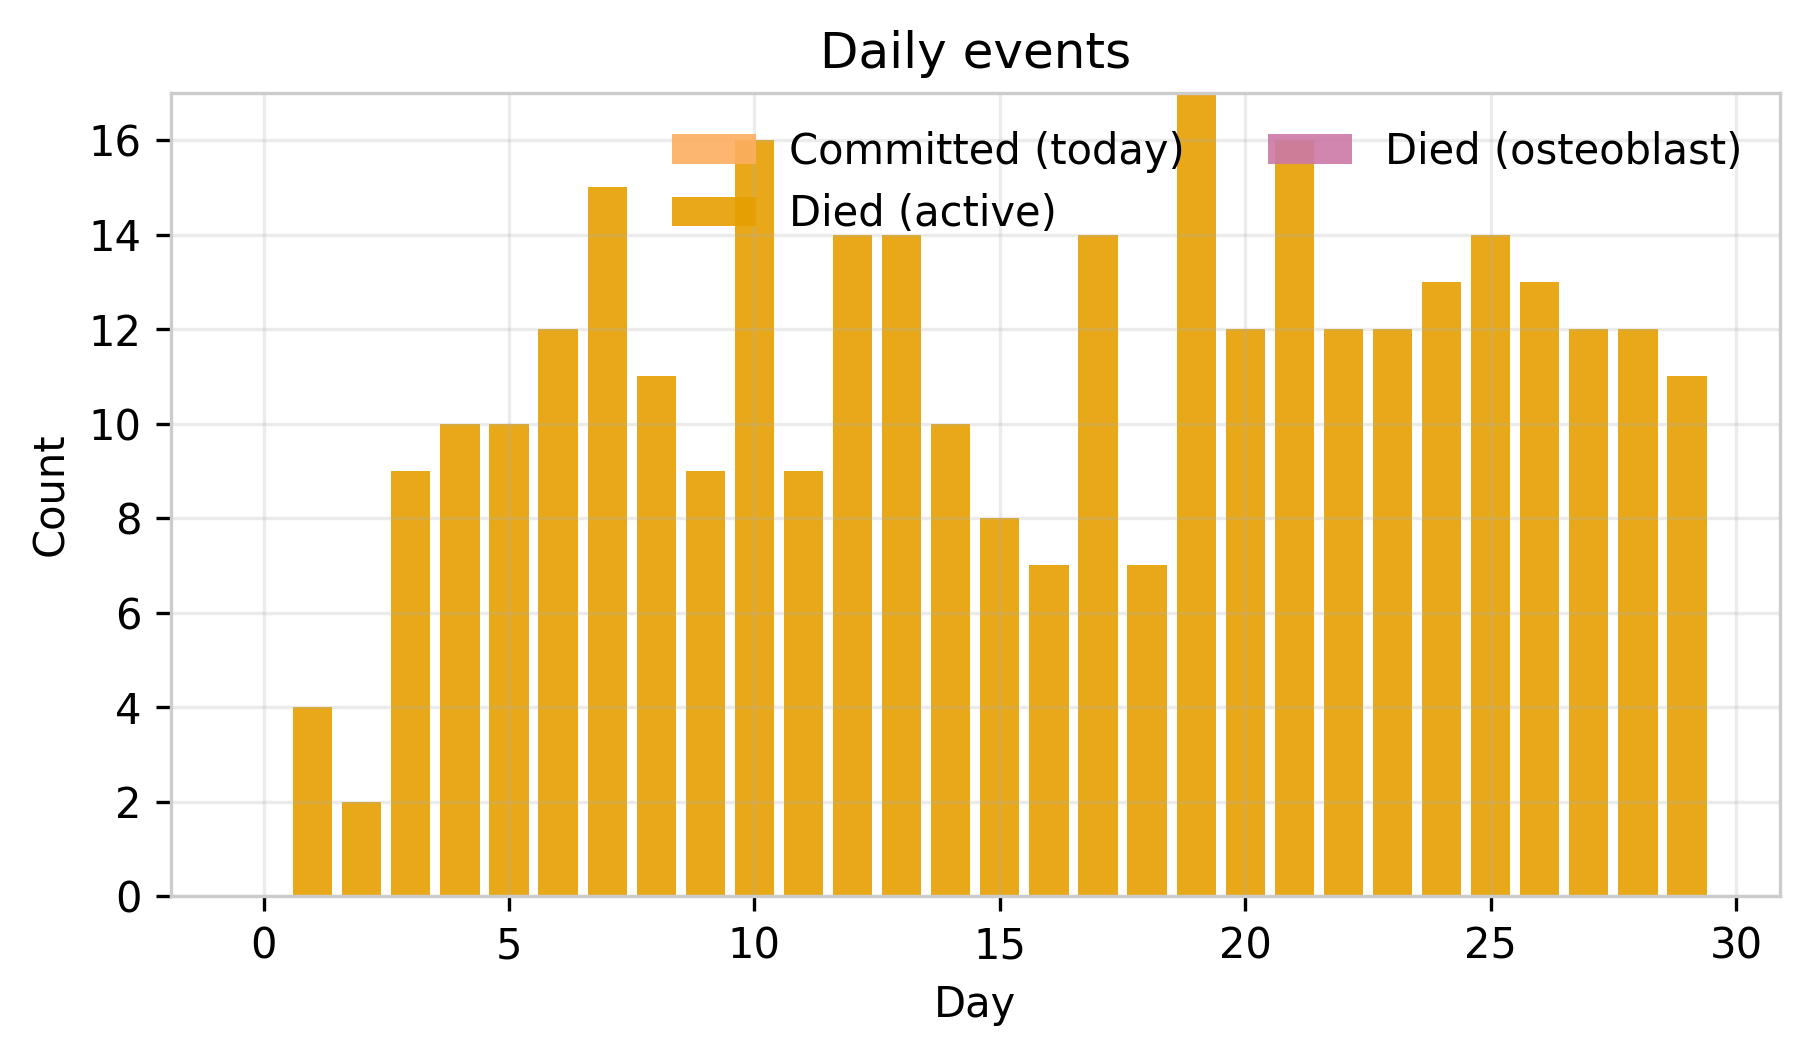 Daily events
Committed (today)
Died (active)
Died (osteoblast)
Count
16
14
12
10
8
6
4
2
0
0 5 10 15 20 25 30
Day